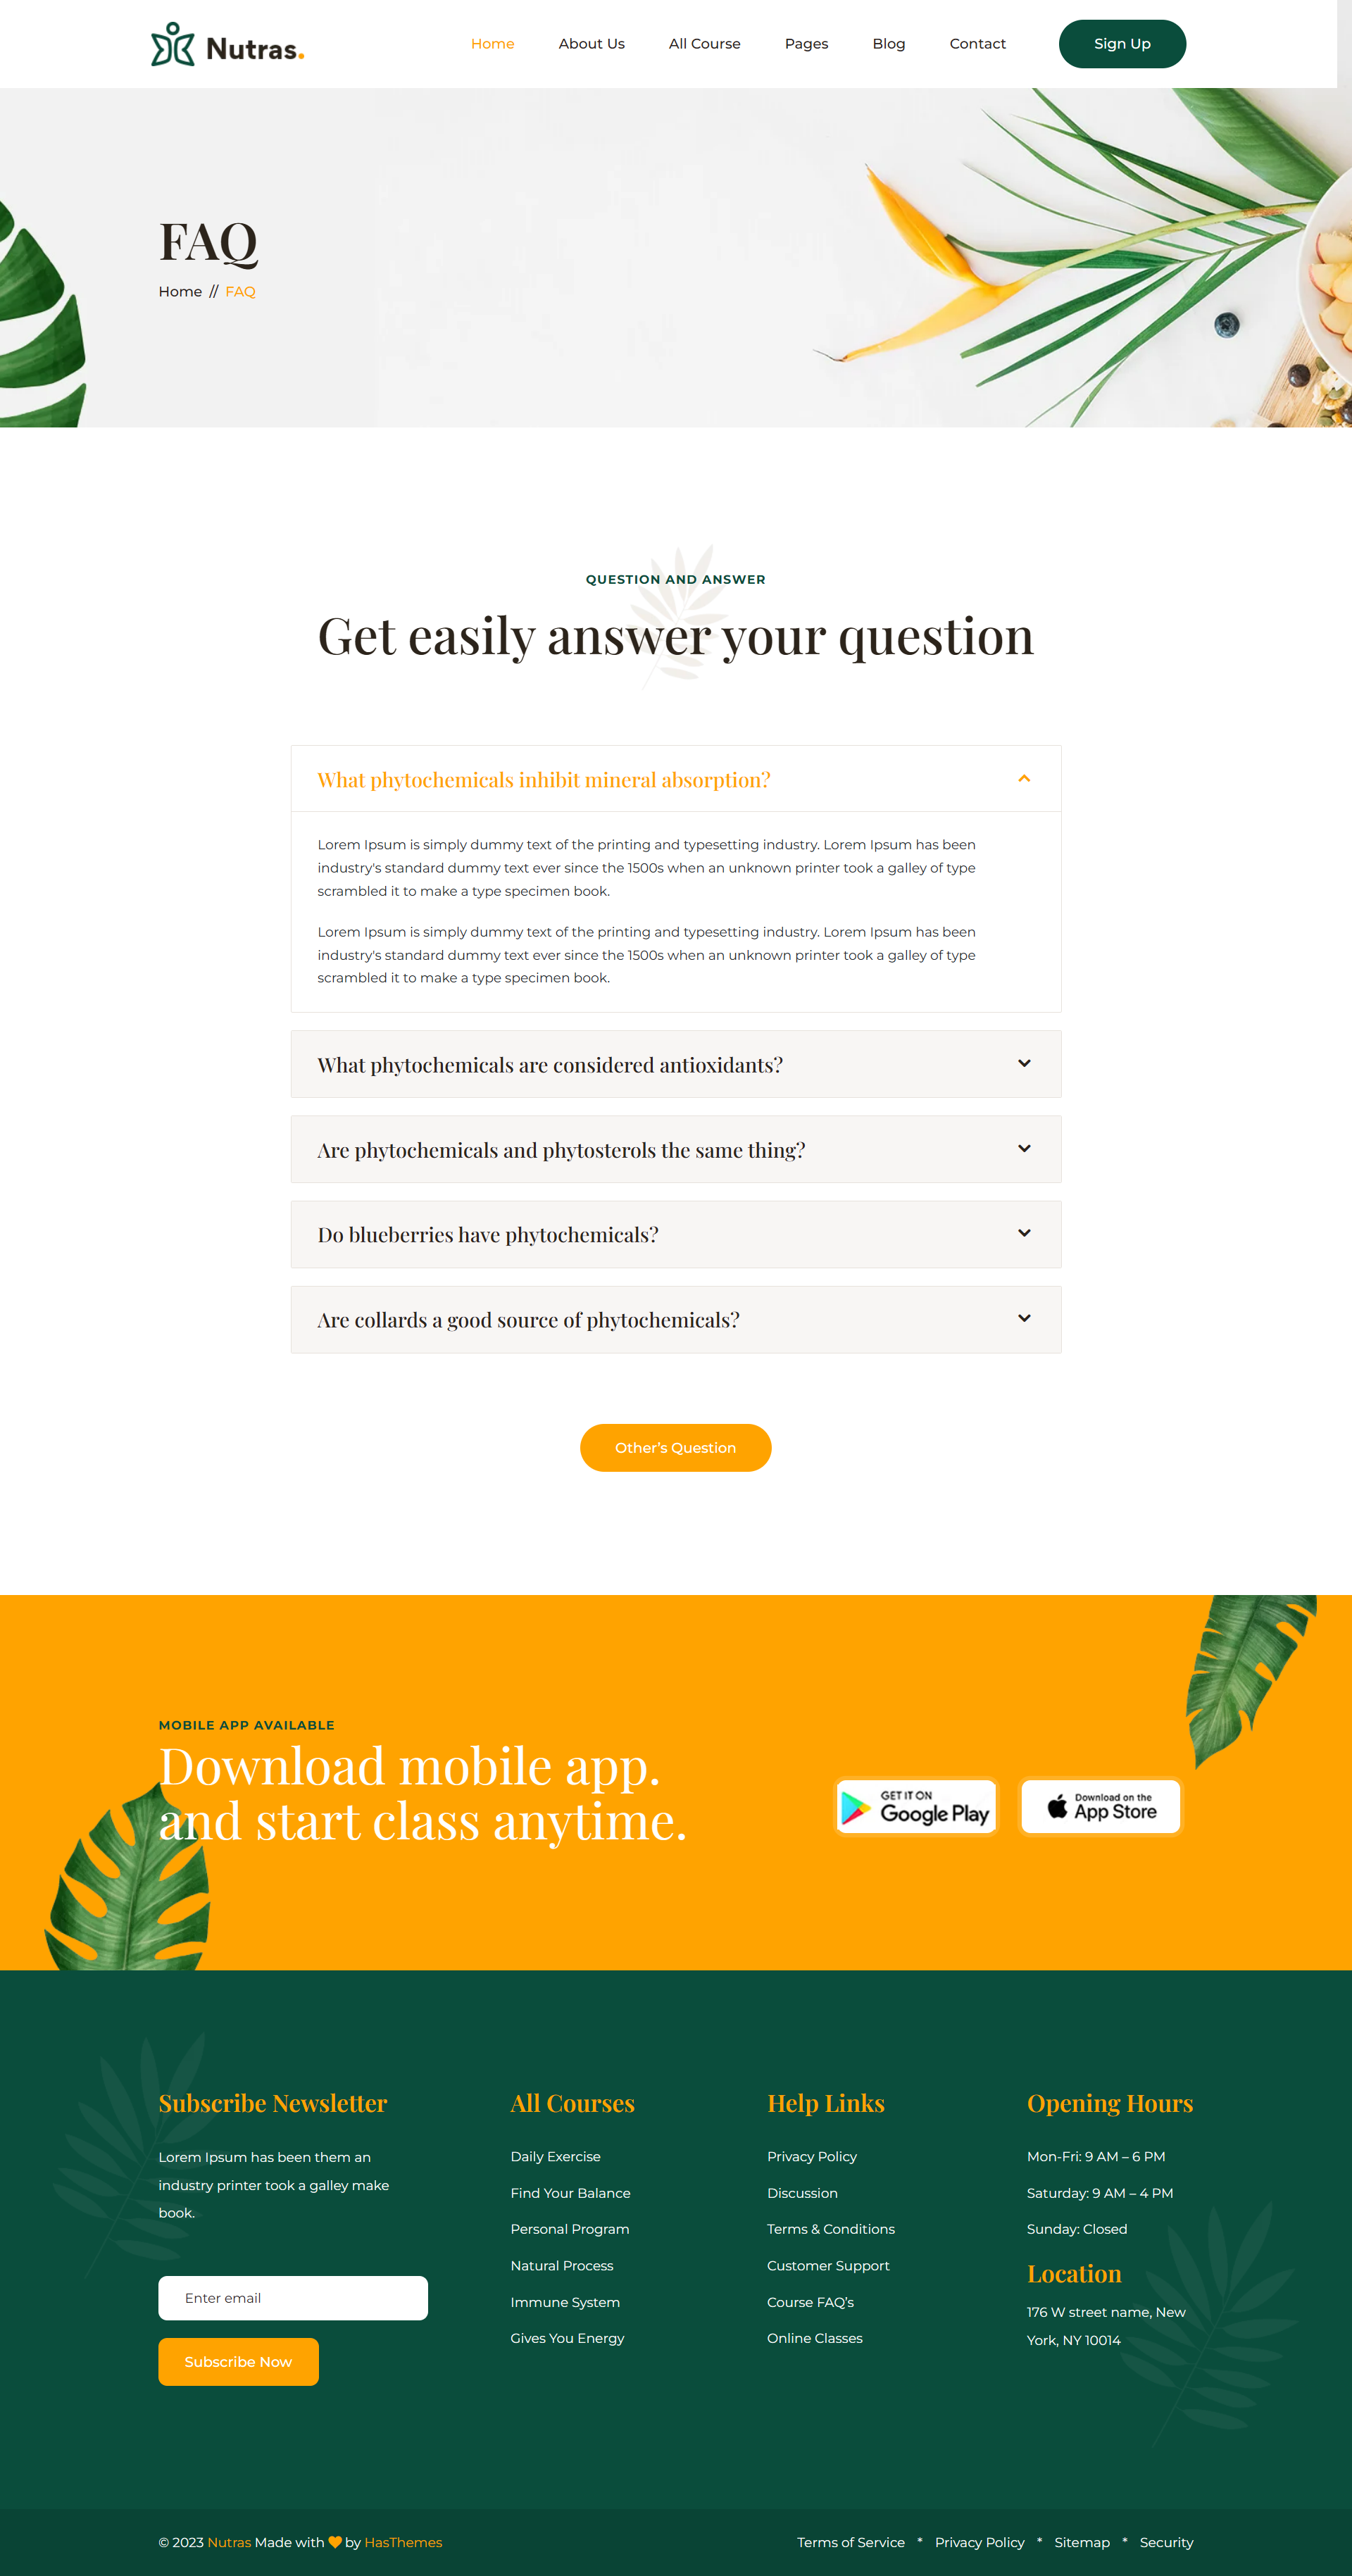 Nutras.
Home
About Us
All Course
Pages
Blog
Contact
Sign Up
FAQ
Home // FAQ
QUESTION AND ANSWER
Get easily answer your question
What phytochemicals inhibit mineral absorption?
Lorem Ipsum is simply dummy text of the printing and typesetting industry. Lorem Ipsum has been
industry's standard dummy text ever since the 1500s when an unknown printer took a galley of type
scrambled it to make a type specimen book.
Lorem Ipsum is simply dummy text of the printing and typesetting industry. Lorem Ipsum has been
industry's standard dummy text ever since the 1500s when an unknown printer took a galley of type
scrambled it to make a type specimen book.
What phytochemicals are considered antioxidants?
Are phytochemicals and phytosterols the same thing?
Do blueberries have phytochemicals?
Are collards a good source of phytochemicals?
Other’s Question
MOBILE APP AVAILABLE
Download mobile app.
and start class anytime.
GET IT ON
Google Play
Download on the
App Store
Subscribe Newsletter
Lorem Ipsum has been them an
industry printer took a galley make
book.
Enter email
Subscribe Now
All Courses
Daily Exercise
Find Your Balance
Personal Program
Natural Process
Immune System
Gives You Energy
Help Links
Privacy Policy
Discussion
Terms & Conditions
Customer Support
Course FAQ’s
Online Classes
Opening Hours
Mon-Fri: 9 AM – 6 PM
Saturday: 9 AM – 4 PM
Sunday: Closed
Location
176 W street name, New
York, NY 10014
© 2023 Nutras Made with by HasThemes
Terms of Service * Privacy Policy * Sitemap * Security